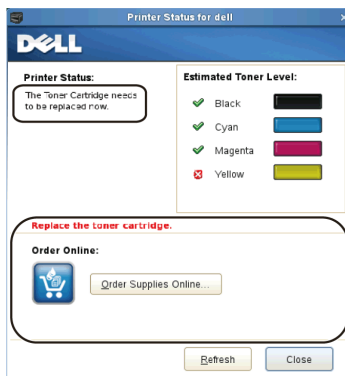 Printer Status for dell
DELL
Printer Status:
The Toner Cartridge needs
to be replaced now.
Estimated Toner Level:
Black
Cyan
Magenta
Yellow
Replace the toner cartridge.
Order Online:
Order Supplies Online...
Refresh
Close